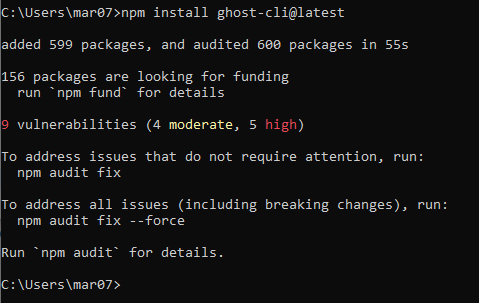 C:\Users\mar07>npm install ghost-cli@latest
added 599 packages, and audited 600 packages in 55s
156 packages are looking for funding
run `npm fund` for details
9 vulnerabilities (4 moderate, 5 high)
To address issues that do not require attention, run:
npm audit fix
To address all issues (including breaking changes), run:
npm audit fix --force
Run `npm audit` for details.
C:\Users\mar07>